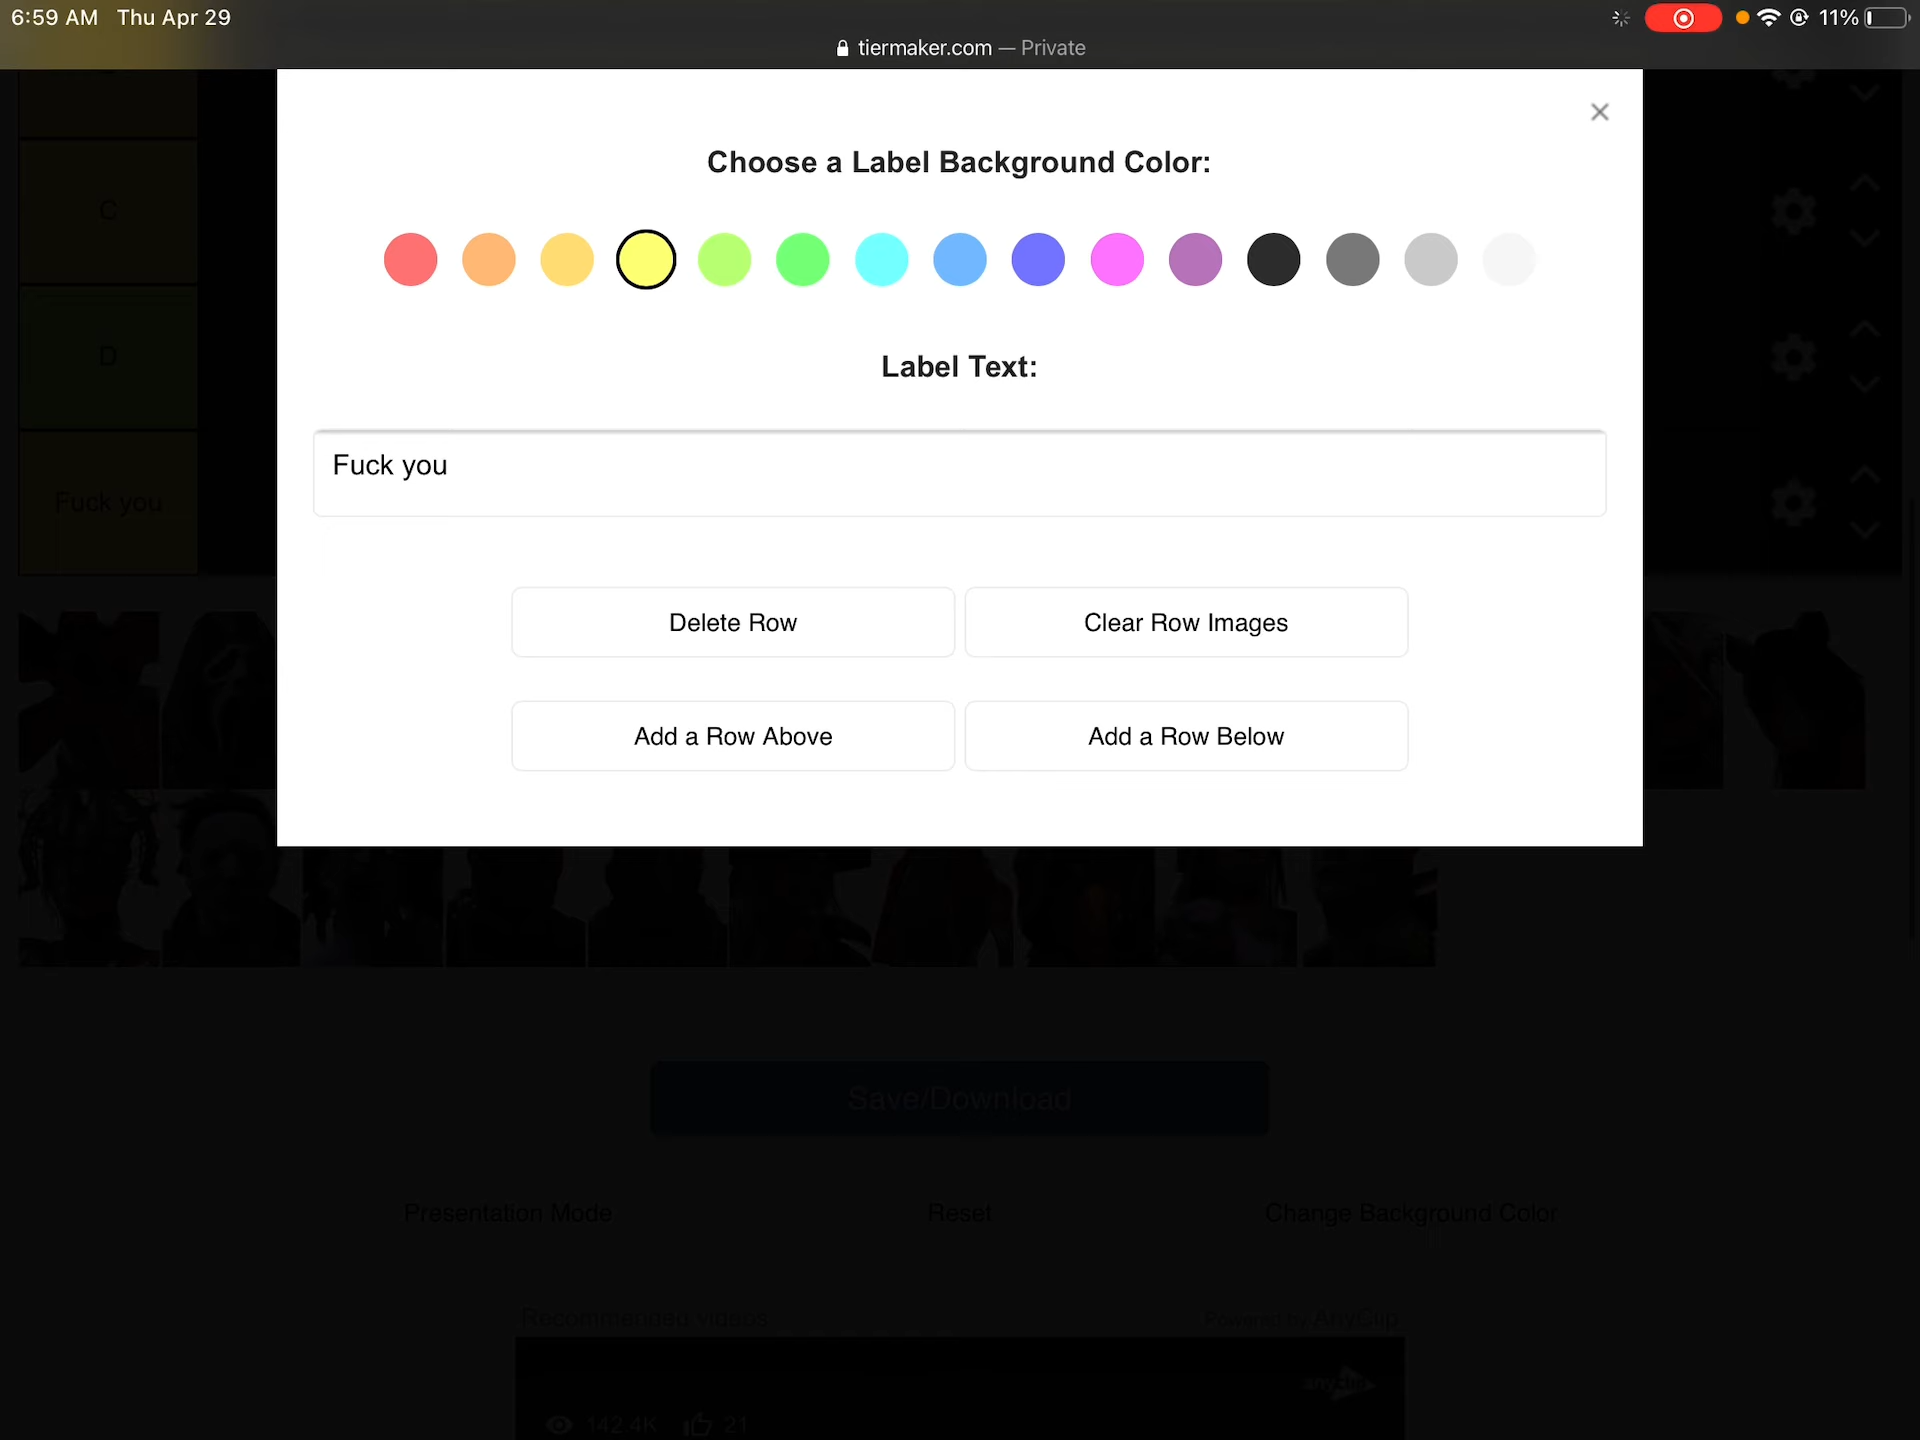 6:59 AM Thu Apr 29
11%
tiermaker.com — Private
Choose a Label Background Color:
C
Label Text:
D
Fuck you
Fuck you
Delete Row
Clear Row Images
Add a Row Above
Add a Row Below
Save/Download
Presentation Mode
Reset
Change Background Color
Recommended videos
Powered by AnyClip
anyclip
142.4K
21